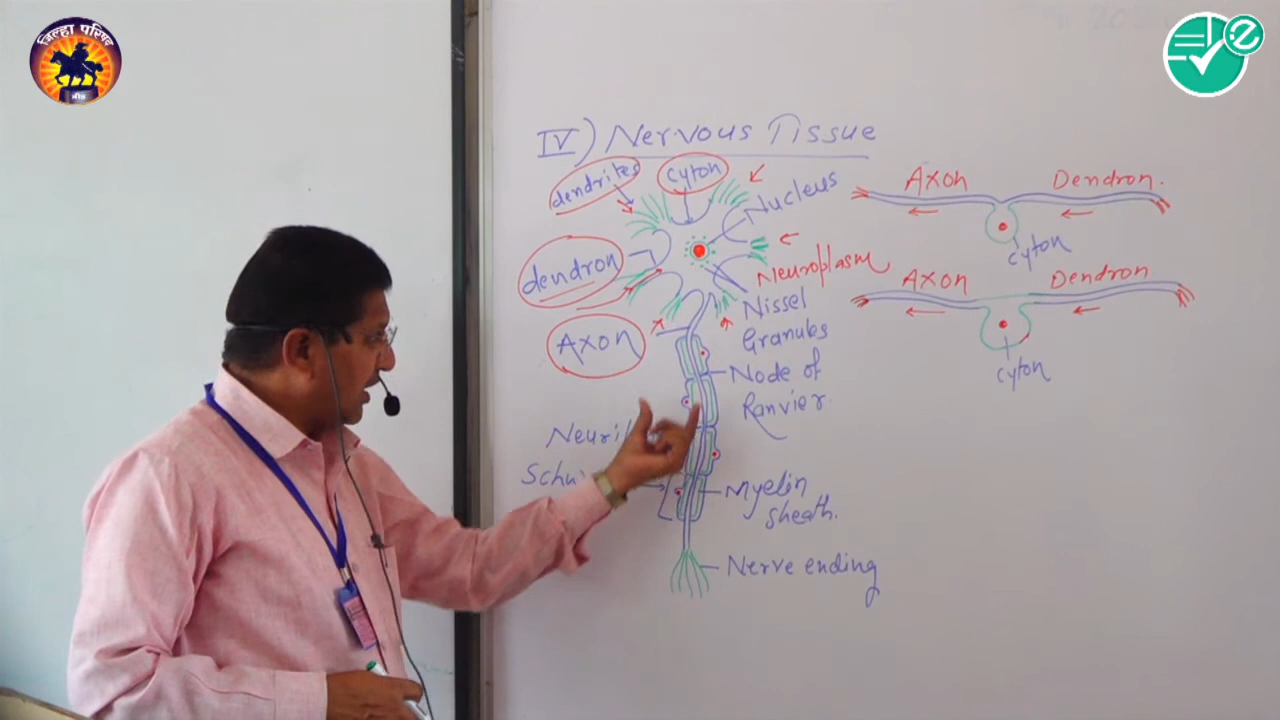 जिल्हा परिषद
बीड
IV) Nervous Tissue
dendrites
cyton
Nucleus
dendron
Neuroplasm
Nissel
Granules
Axon
Node of
Ranvier
Myelin
sheath.
Nerve ending
Axon
Dendron.
cyton
Axon
Dendron
cyton